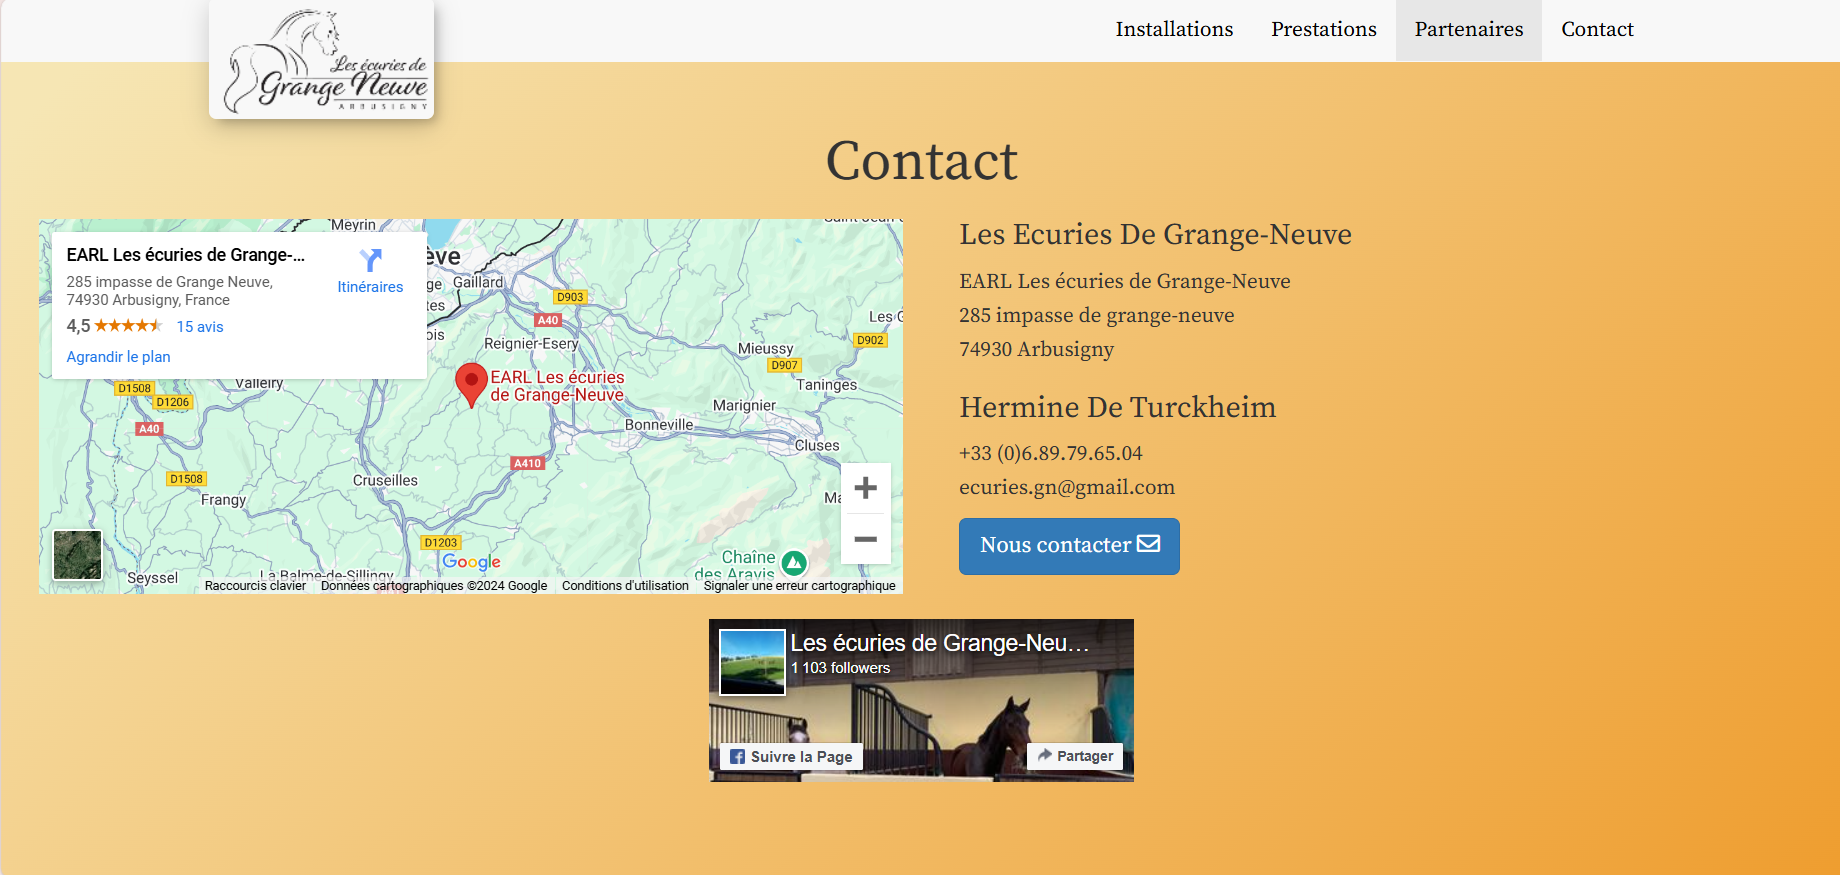 Les écuries de
Grange Neuve
ARBUSIGNY
Installations
Prestations
Partenaires
Contact
Contact
EARL Les écuries de Grange-...
285 impasse de Grange Neuve,
74930 Arbusigny, France
4,5
15 avis
Agrandir le plan
Itinéraires
Meyrin
ève
Gaillard
D903
A40
Reignier-Esery
Mieussy
D902
D907
Taninges
Valleiry
D1508
D1206
A40
EARL Les écuries
de Grange-Neuve
Marignier
Bonneville
Cluses
A410
D1508
Cruseilles
Frangy
D1203
Google
Chaîne
des Aravis
Seyssel
La Balme-de-Sillingy
Raccourcis clavier
Données cartographiques ©2024 Google
Conditions d'utilisation
Signaler une erreur cartographique
Les Ecuries De Grange-Neuve
EARL Les écuries de Grange-Neuve
285 impasse de grange-neuve
74930 Arbusigny
Hermine De Turckheim
+33 (0)6.89.79.65.04
ecuries.gn@gmail.com
Nous contacter
Les écuries de Grange-Neu…
1 103 followers
Suivre la Page
Partager